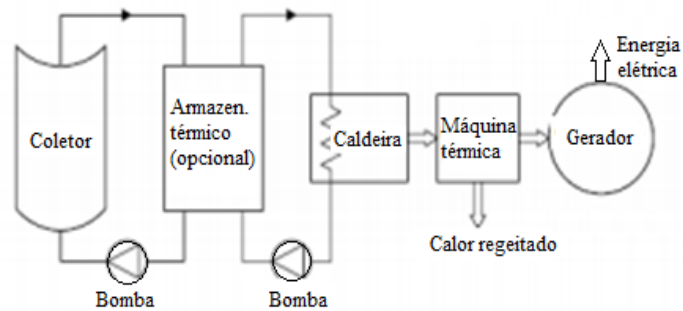 Coletor
Armazen.
térmico
(opcional)
Caldeira
Máquina
térmica
Gerador
Energia
elétrica
Calor regeitado
Bomba
Bomba